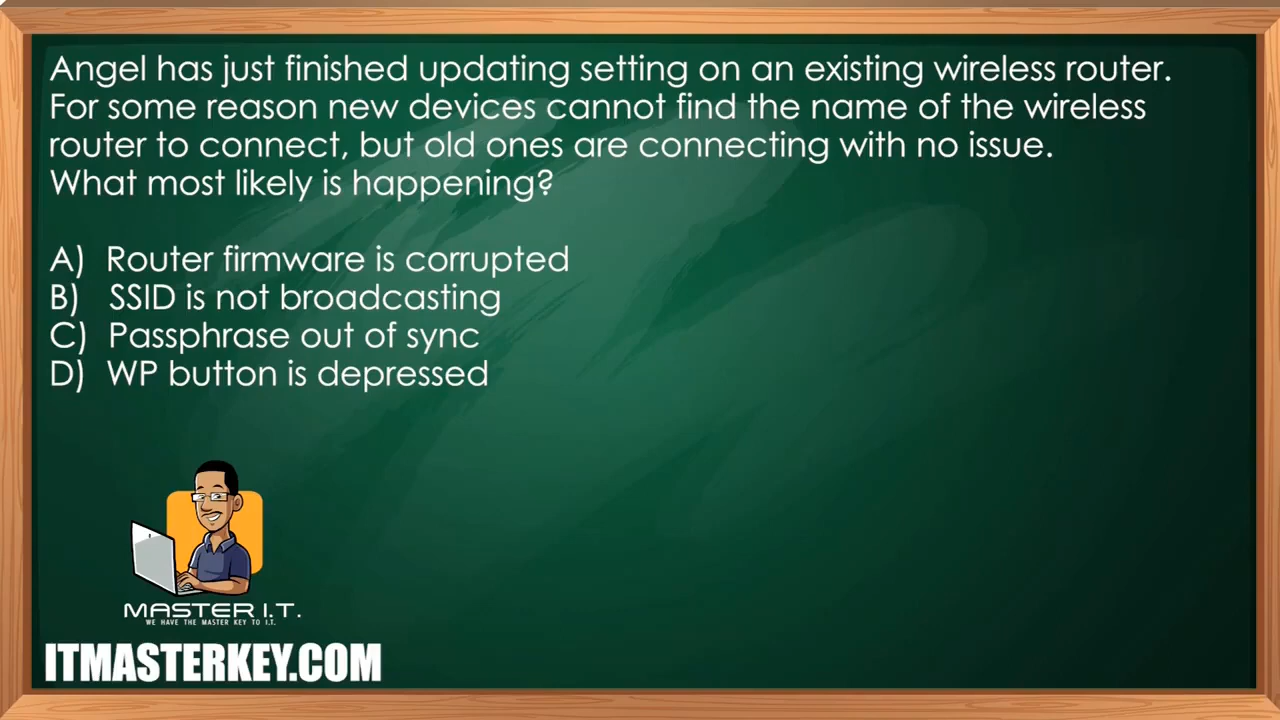 Angel has just finished updating setting on an existing wireless router.
For some reason new devices cannot find the name of the wireless
router to connect, but old ones are connecting with no issue.
What most likely is happening?
A) Router firmware is corrupted
B) SSID is not broadcasting
C) Passphrase out of sync
D) WP button is depressed
MASTER I.T.
WE HAVE THE MASTER KEY TO I.T.
ITMASTERKEY.COM